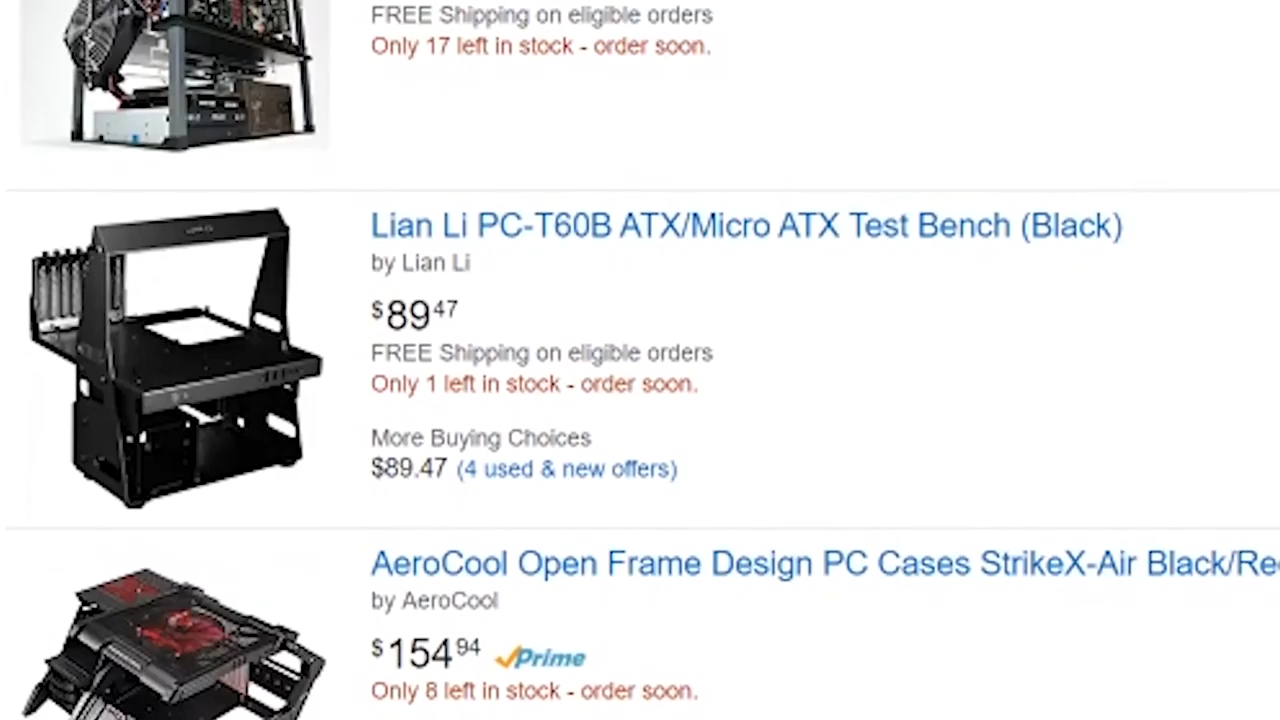 FREE Shipping on eligible orders
Only 17 left in stock - order soon.
Lian Li PC-T60B ATX/Micro ATX Test Bench (Black)
by Lian Li
$89.47
FREE Shipping on eligible orders
Only 1 left in stock - order soon.
More Buying Choices
$89.47 (4 used & new offers)
AeroCool Open Frame Design PC Cases StrikeX-Air Black/Re
by AeroCool
$154.94 Prime
Only 8 left in stock - order soon.